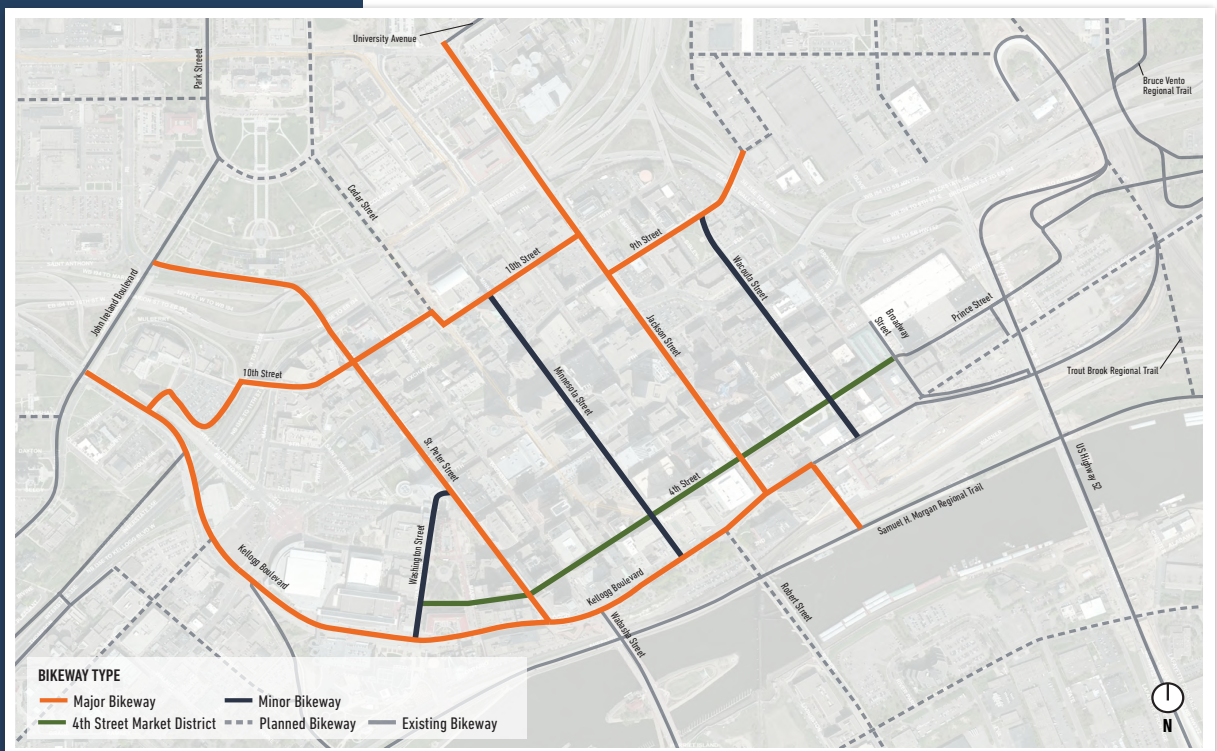 University Avenue
Park Street
Bruce Vento
Regional Trail
Cedar Street
9th Street
10th Street
Wacouta Street
John Ireland Boulevard
Jackson Street
Broadway
Street
Prince Street
10th Street
Minnesota Street
Trout Brook Regional Trail
St. Peter Street
4th Street
US Highway 52
Samuel H. Morgan Regional Trail
Washington Street
Kellogg Boulevard
Kellogg Boulevard
Robert Street
Wabasha Street
BIKEWAY TYPE
Major Bikeway
Minor Bikeway
4th Street Market District
Planned Bikeway
Existing Bikeway
N